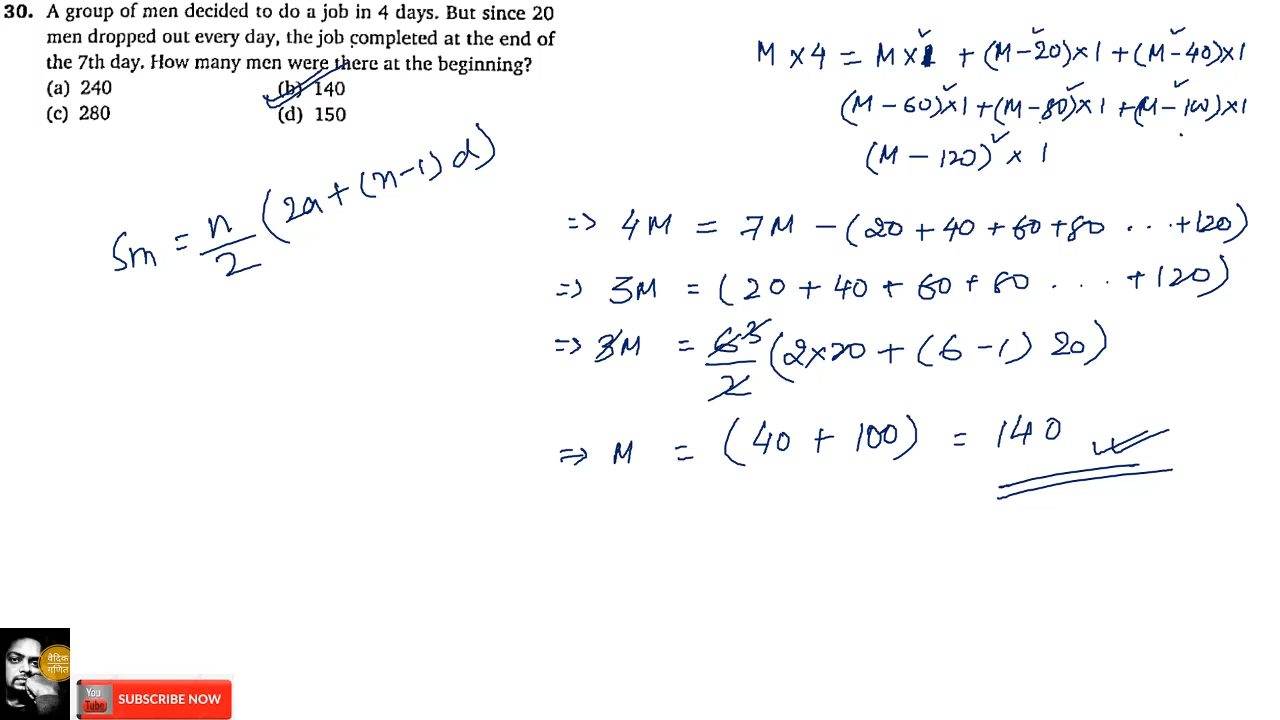 30. A group of men decided to do a job in 4 days. But since 20
men dropped out every day, the job completed at the end of
the 7th day. How many men were there at the beginning?
(a) 240 (b) 140
(c) 280 (d) 150
M × 4 = M × 1 + (M - 20) × 1 + (M - 40) × 1
(M - 60) × 1 + (M - 80) × 1 + (M - 100) × 1
(M - 120) × 1
Sn = n/2 (2a + (n-1) d)
=> 4M = 7M - (20 + 40 + 60 + 80 ... + 120)
=> 3M = (20 + 40 + 60 + 80 ... + 120)
=> 3M = 6 3/2 (2×20 + (6 - 1) 20)
=> M = (40 + 100) = 140
वैदिक
गणित
You
Tube
SUBSCRIBE NOW